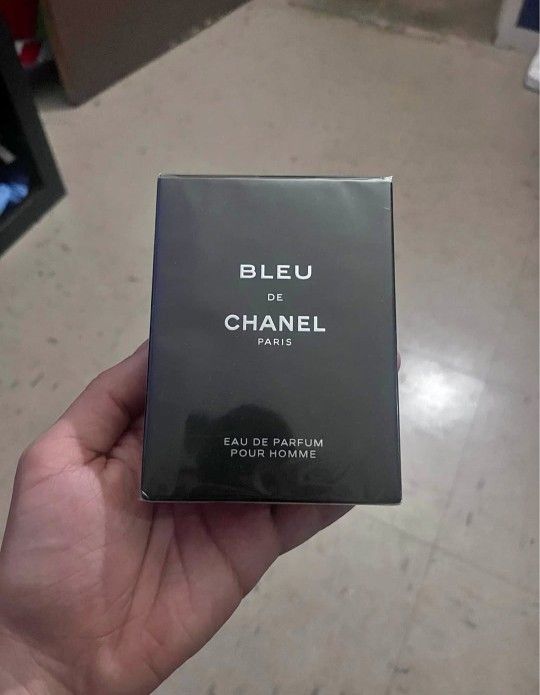 BLEU
DE
CHANEL
PARIS
EAU DE PARFUM
POUR HOMME